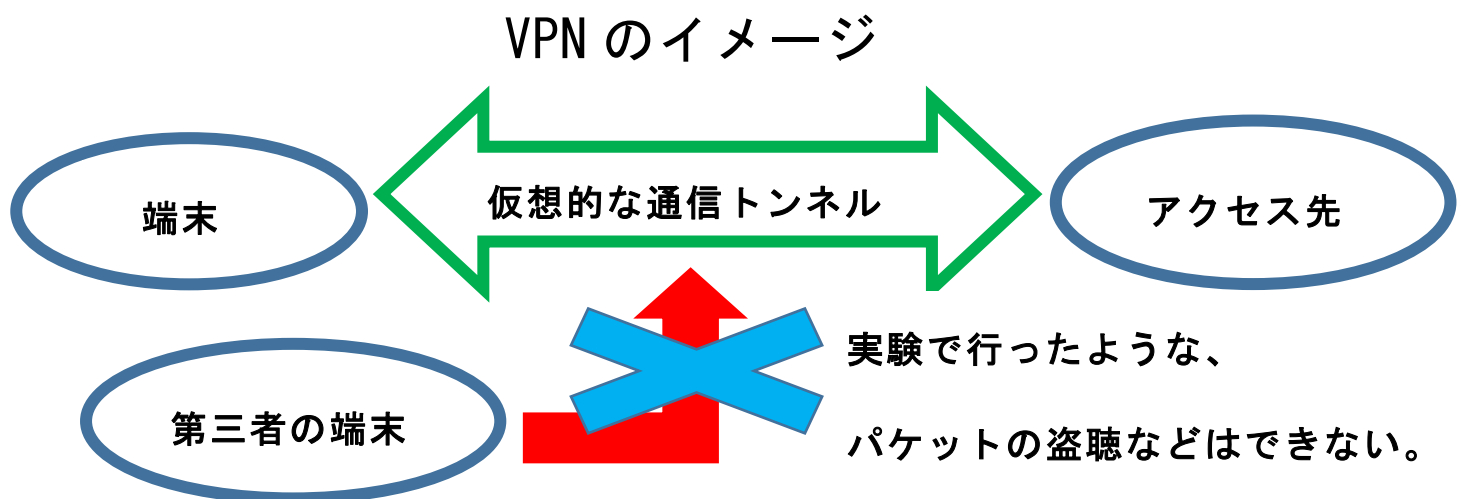 VPNのイメージ
端末
仮想的な通信トンネル
アクセス先
第三者の端末
実験で行ったような、
パケットの盗聴などはできない。